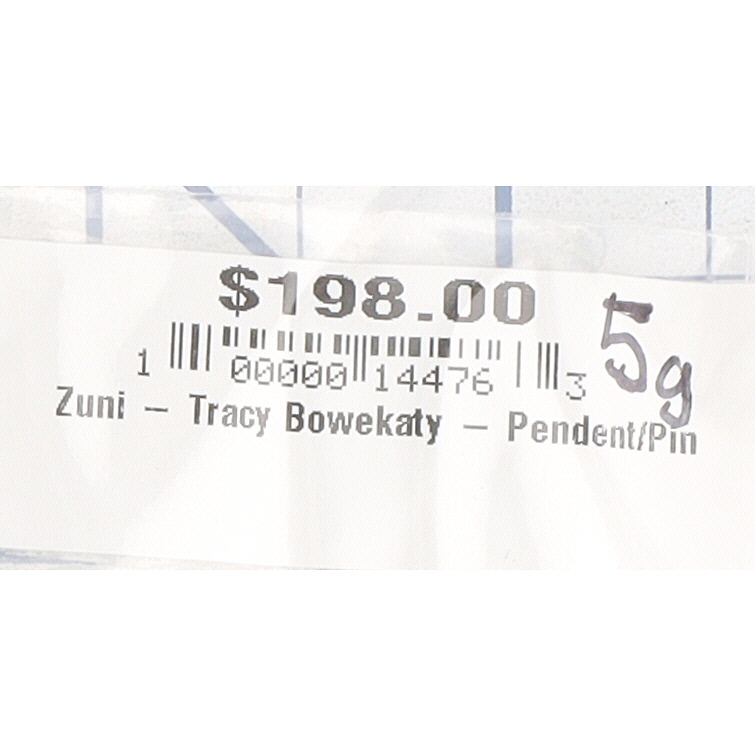 $198.00
5g
1 00000 14476 3
Zuni – Tracy Bowekaty – Pendent/Pin